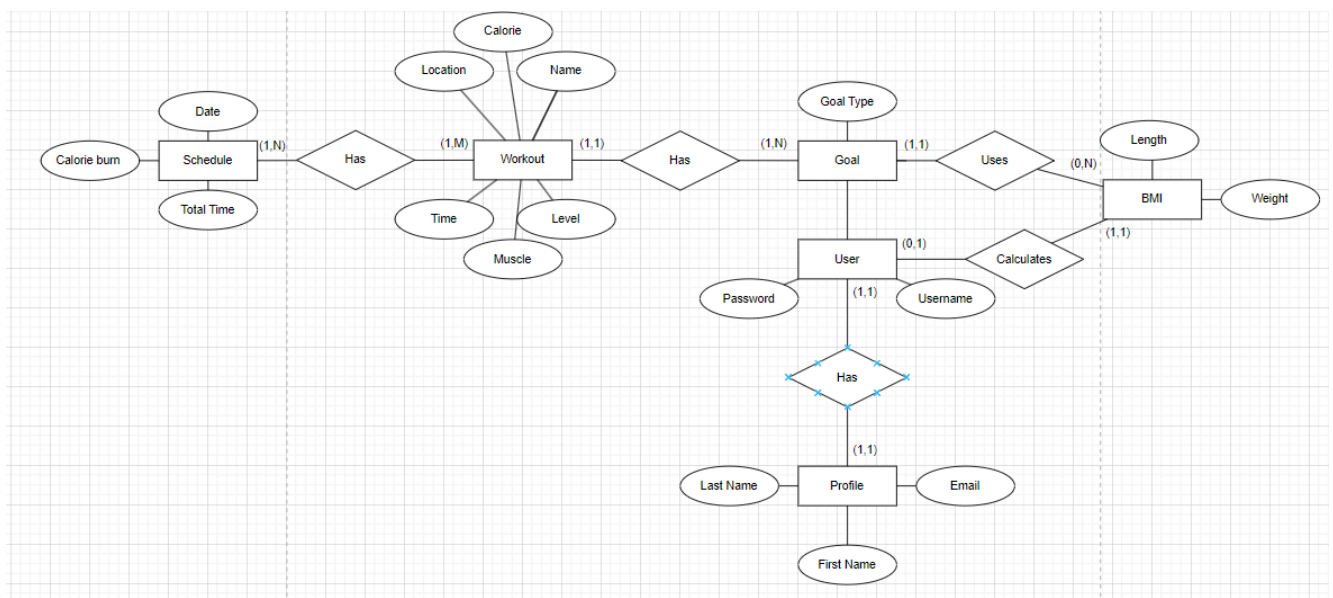 Calorie
Location
Name
Date
Goal Type
Calorie burn
Schedule
(1,N)
Has
(1,M)
Workout
(1,1)
Has
(1,N)
Goal
(1,1)
Uses
(0,N)
Length
BMI
Weight
Total Time
Time
Level
Muscle
User
(0,1)
Calculates
(1,1)
Password
(1,1)
Username
Has
(1,1)
Last Name
Profile
Email
First Name